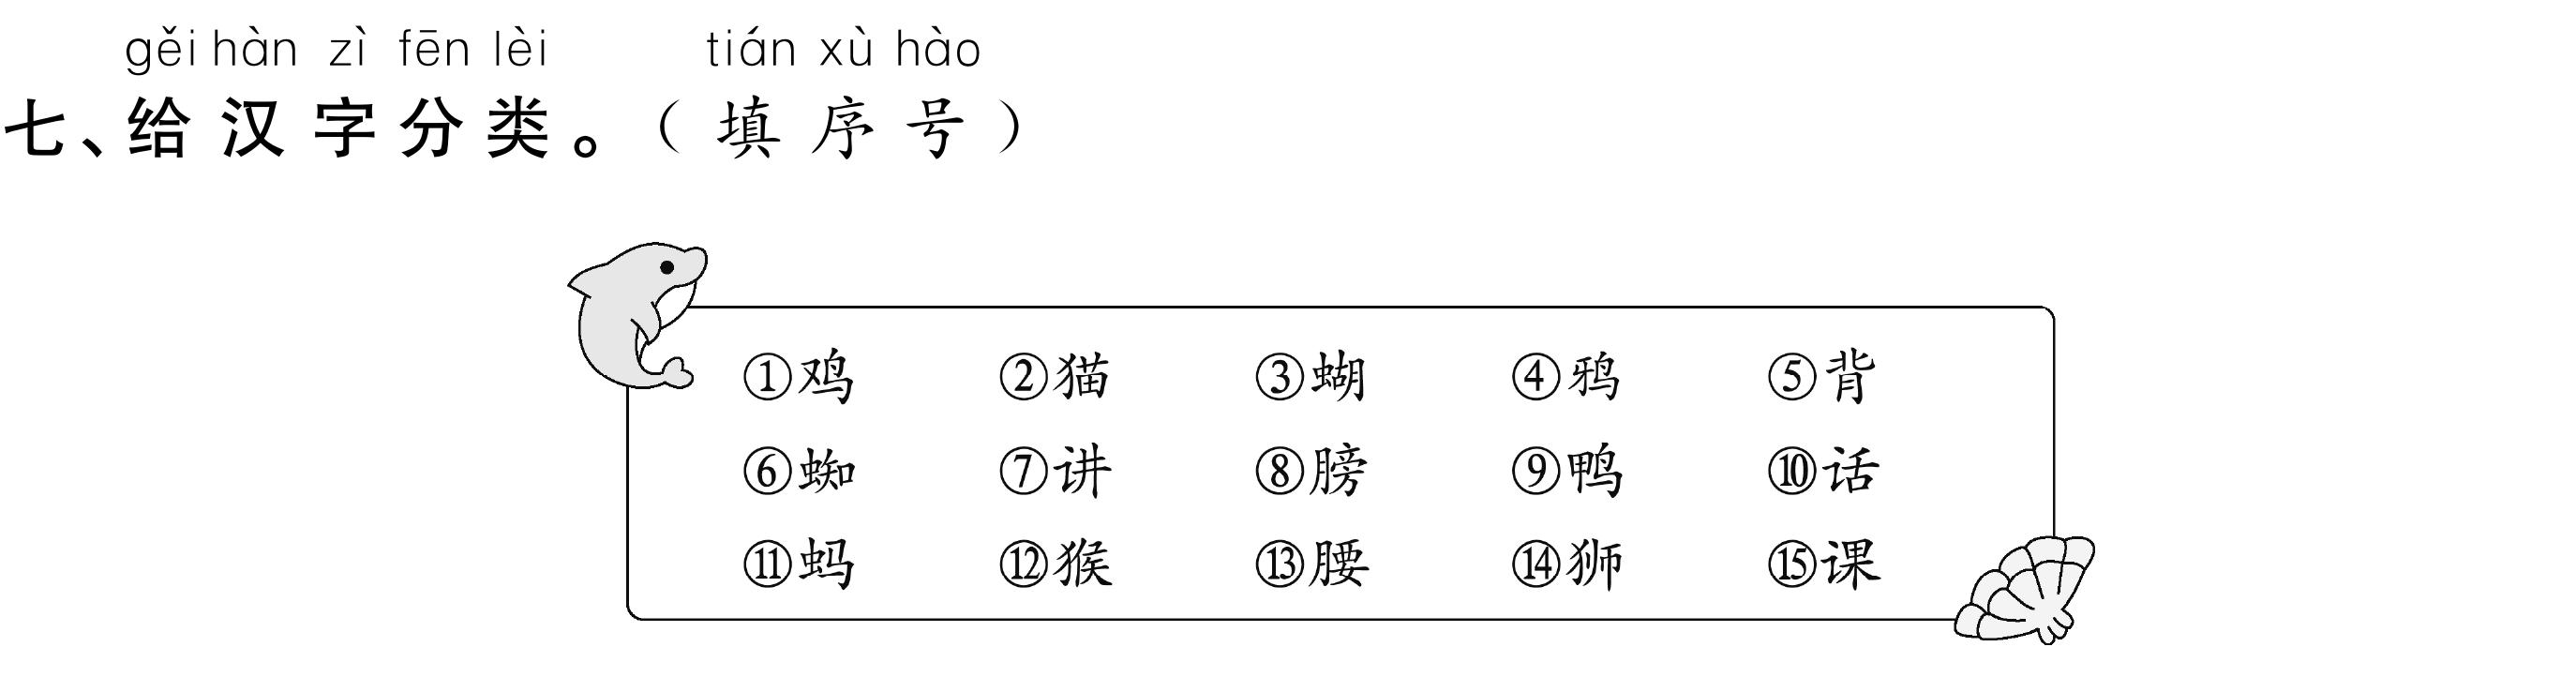 gěi hàn zì fēn lèi tián xù hào
七、给汉字分类。（填序号）
①鸡 ②猫 ③蝴 ④鸦 ⑤背
⑥蜘 ⑦讲 ⑧膀 ⑨鸭 ⑩话
⑪蚂 ⑫猴 ⑬腰 ⑭狮 ⑮课